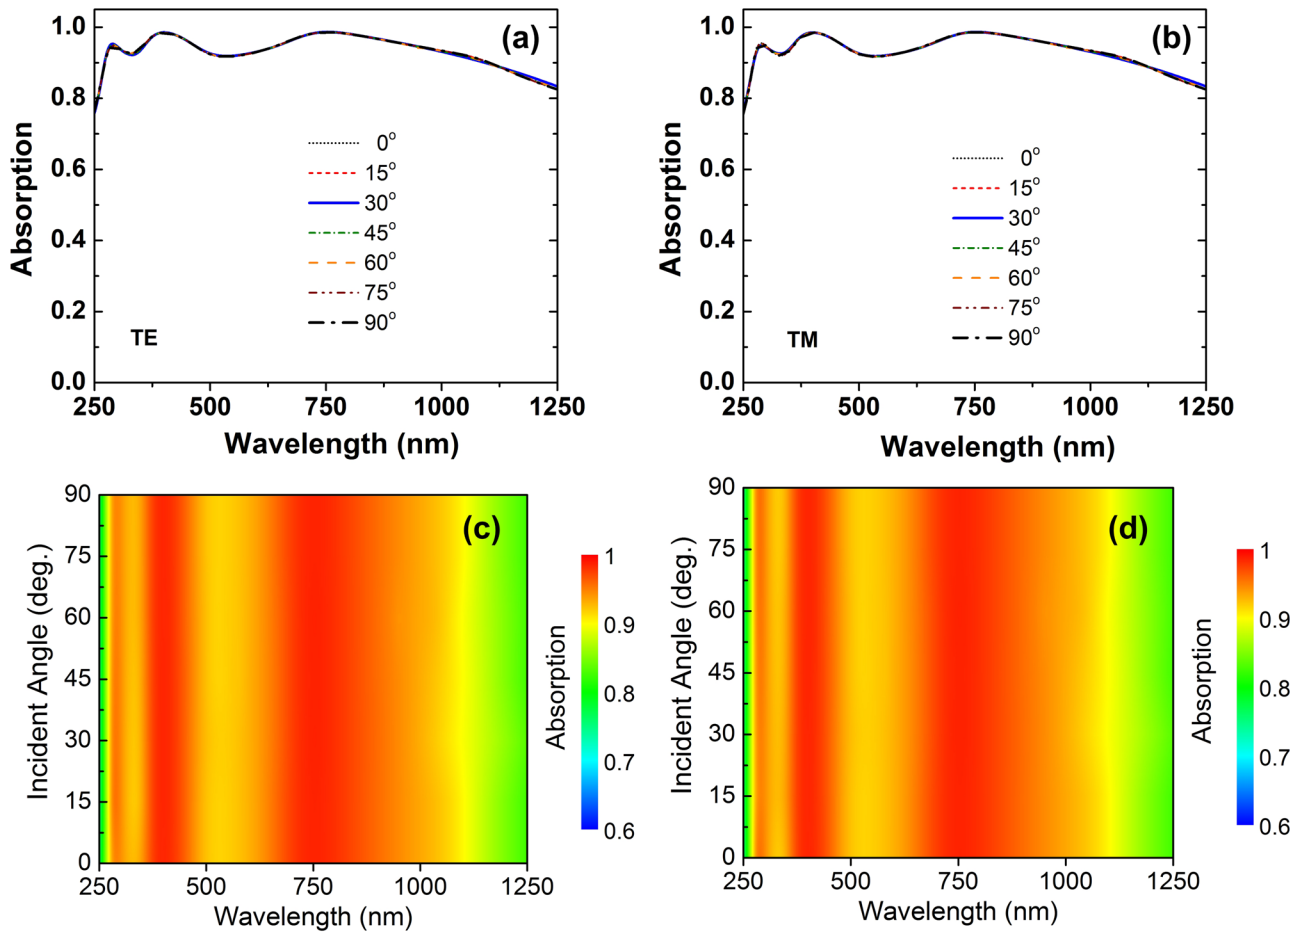 (a)
1.0
0.8
0.6
0.4
0.2
0.0
Absorption
0°
15°
30°
45°
60°
75°
90°
TE
250 500 750 1000 1250
Wavelength (nm)
(b)
1.0
0.8
0.6
0.4
0.2
0.0
Absorption
0°
15°
30°
45°
60°
75°
90°
TM
250 500 750 1000 1250
Wavelength (nm)
(c)
90
75
60
45
30
15
0
Incident Angle (deg.)
250 500 750 1000 1250
Wavelength (nm)
1
0.9
0.8
0.7
0.6
Absorption
(d)
90
75
60
45
30
15
0
Incident Angle (deg.)
250 500 750 1000 1250
Wavelength (nm)
1
0.9
0.8
0.7
0.6
Absorption